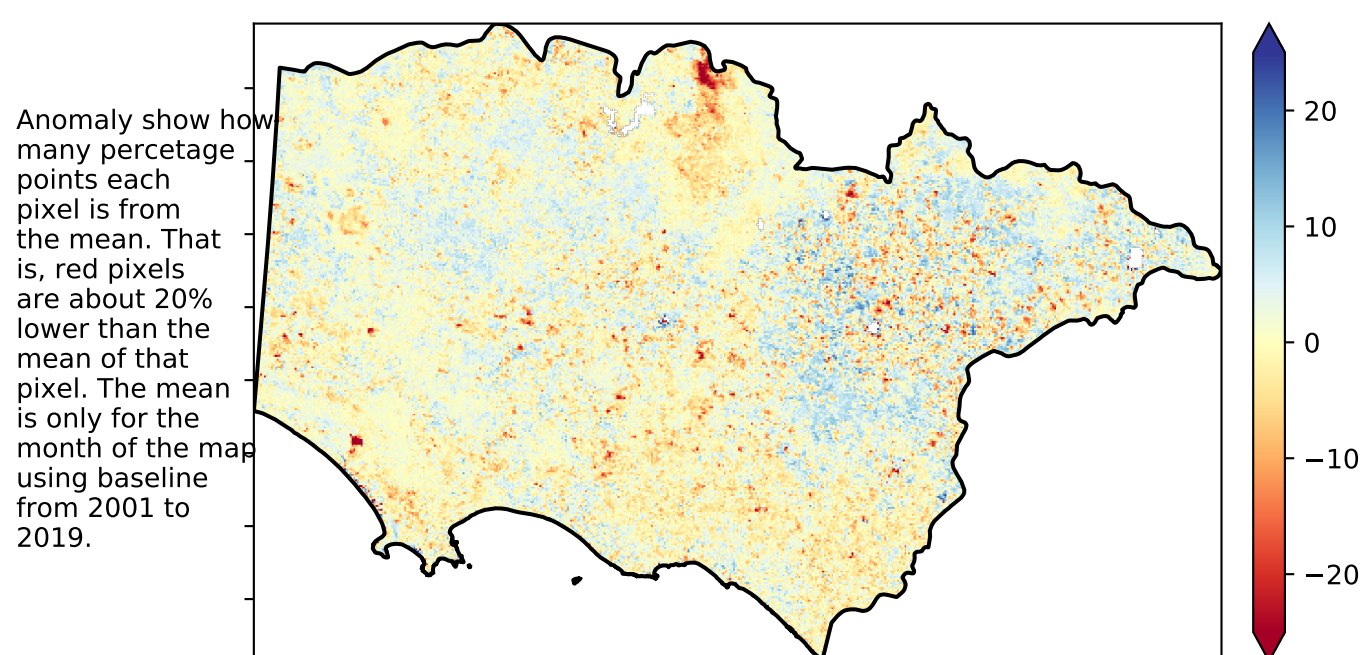 Anomaly show how
many percetage
points each
pixel is from
the mean. That
is, red pixels
are about 20%
lower than the
mean of that
pixel. The mean
is only for the
month of the map
using baseline
from 2001 to
2019.
20
10
0
−10
−20